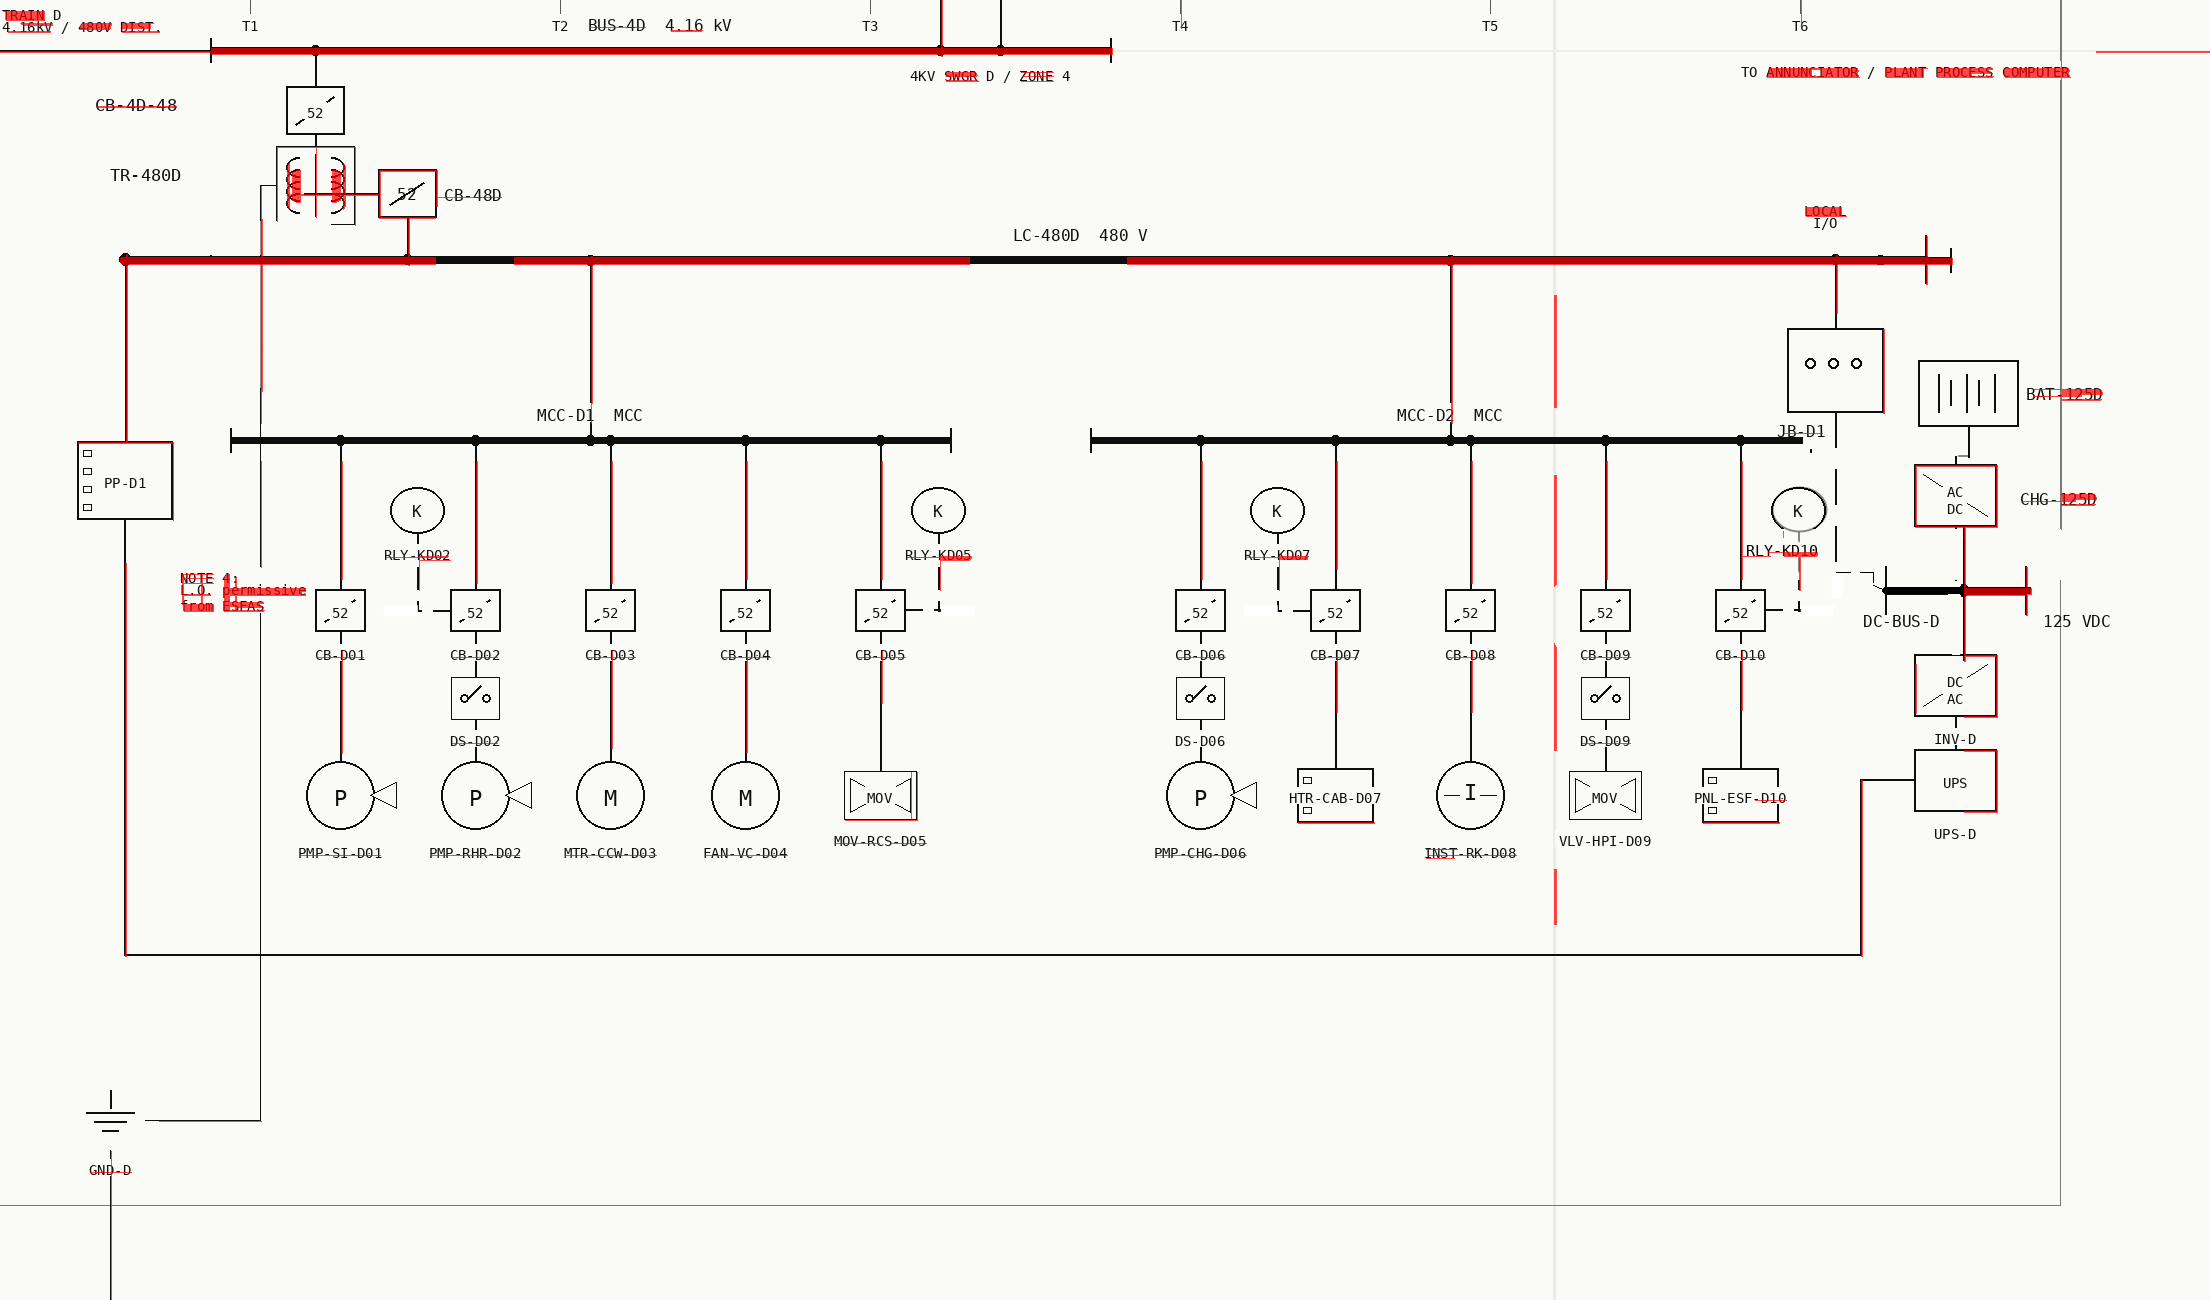 TRAIN D
4.16kV / 480V DIST.
T1
T2
BUS-4D 4.16 kV
T3
T4
T5
T6
4KV SWGR D / ZONE 4
TO ANNUNCIATOR / PLANT PROCESS COMPUTER
CB-4D-48
52
TR-480D
52
CB-48D
LOCAL
I/O
LC-480D 480 V
BAT-125D
MCC-D1 MCC
MCC-D2 MCC
JB-D1
PP-D1
AC
DC
CHG-125D
K
K
K
K
RLY-KD02
RLY-KD05
RLY-KD07
RLY-KD10
NOTE 4:
L.O. permissive
from ESFAS
52
52
52
52
52
52
52
52
52
52
DC-BUS-D
125 VDC
CB-D01
CB-D02
CB-D03
CB-D04
CB-D05
CB-D06
CB-D07
CB-D08
CB-D09
CB-D10
DC
AC
DS-D02
DS-D06
DS-D09
INV-D
P
P
M
M
MOV
P
HTR-CAB-D07
I
MOV
PNL-ESF-D10
UPS
PMP-SI-D01
PMP-RHR-D02
MTR-CCW-D03
FAN-VC-D04
MOV-RCS-D05
PMP-CHG-D06
INST-RK-D08
VLV-HPI-D09
UPS-D
GND-D